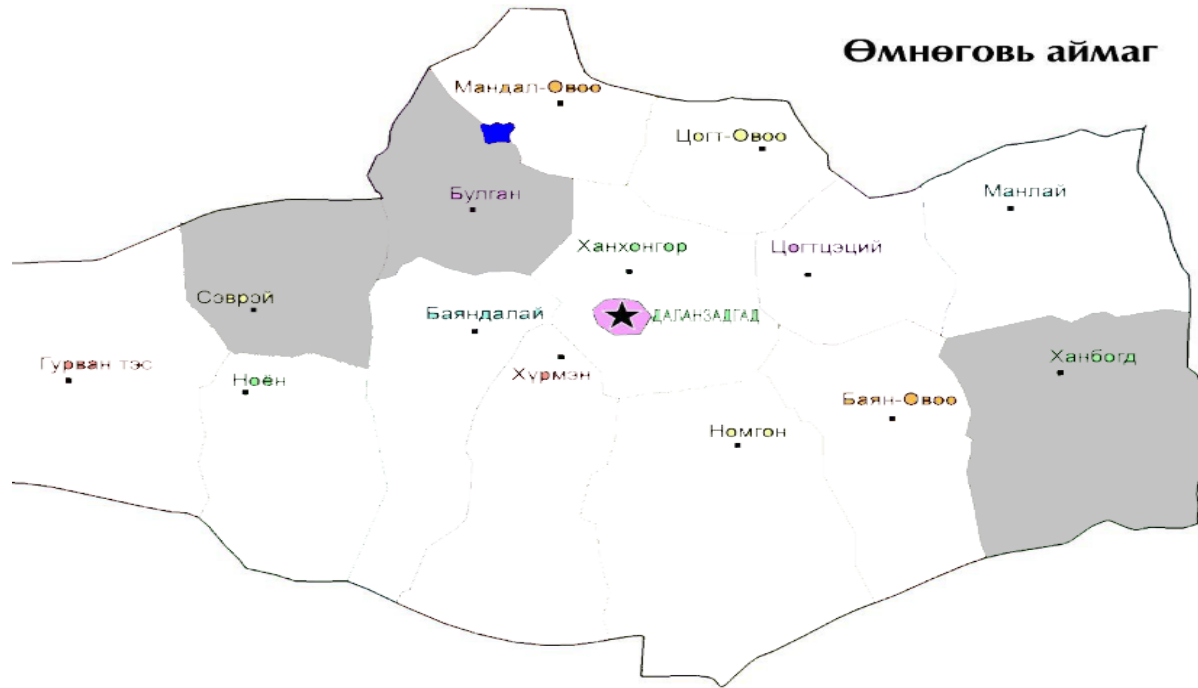 Өмнөговь аймаг
Мандал-Овоо
Цогт-Овоо
Булган
Манлай
Ханхонгор
Цогтцэций
Сэврэй
Баяндалай
ДАЛАНЗАДГАД
Гурван тэс
Ноён
Хүрмэн
Ханбогд
Баян-Овоо
Номгон